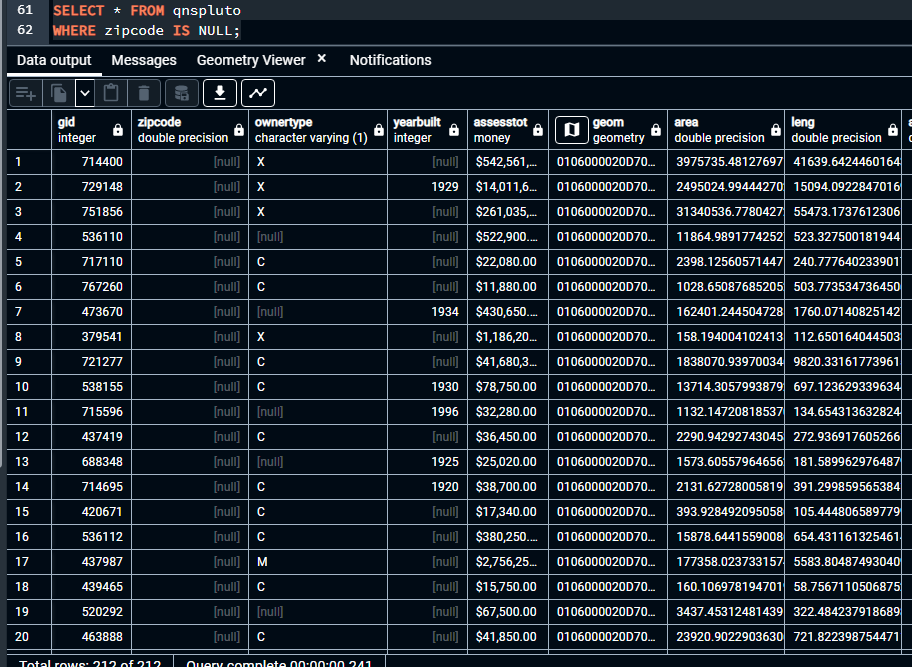 61 SELECT * FROM qnspluto
62 WHERE zipcode IS NULL;
Data output Messages Geometry Viewer × Notifications
gid integer zipcode double precision ownertype character varying (1) yearbuilt integer assesstot money geom geometry area double precision leng double precision
1 714400 [null] X [null] $542,561,... 0106000020D70... 3975735.48127697 41639.6424460164
2 729148 [null] X 1929 $14,011,6... 0106000020D70... 2495024.99444270 15094.0922847016
3 751856 [null] X [null] $261,035,... 0106000020D70... 31340536.7780427 55473.1737612306
4 536110 [null] [null] [null] $522,900.... 0106000020D70... 11864.9891774252 523.327500181944
5 717110 [null] C [null] $22,080.00 0106000020D70... 2398.12560571447 240.777640233901
6 767260 [null] C [null] $11,880.00 0106000020D70... 1028.65087685205 503.773534736450
7 473670 [null] [null] 1934 $430,650.... 0106000020D70... 162401.244504728 1760.07140825142
8 379541 [null] X [null] $1,186,20... 0106000020D70... 158.194004102413 112.650164404503
9 721277 [null] C [null] $41,680,3... 0106000020D70... 1838070.93970034 9820.33161773961
10 538155 [null] C 1930 $78,750.00 0106000020D70... 13714.3057993879 697.123629339634
11 715596 [null] [null] 1996 $32,280.00 0106000020D70... 1132.14720818537 134.654313632824
12 437419 [null] C [null] $36,450.00 0106000020D70... 2290.94292743045 272.936917605266
13 688348 [null] [null] 1925 $25,020.00 0106000020D70... 1573.60557964656 181.589962976487
14 714695 [null] C 1920 $38,700.00 0106000020D70... 2131.62728005819 391.299859565384
15 420671 [null] C [null] $17,340.00 0106000020D70... 393.928492095058 105.444806589779
16 536112 [null] C [null] $380,250.... 0106000020D70... 15878.6441559008 654.431161325461
17 437987 [null] M [null] $2,756,25... 0106000020D70... 177358.023733157 5583.80487493040
18 439465 [null] C [null] $15,750.00 0106000020D70... 160.106978194701 58.7567110506875
19 520292 [null] [null] [null] $67,500.00 0106000020D70... 3437.45312481439 322.484237918689
20 463888 [null] C [null] $41,850.00 0106000020D70... 23920.9022903630 721.822398754471
Total rows: 212 of 212 Query complete 00:00:00.241